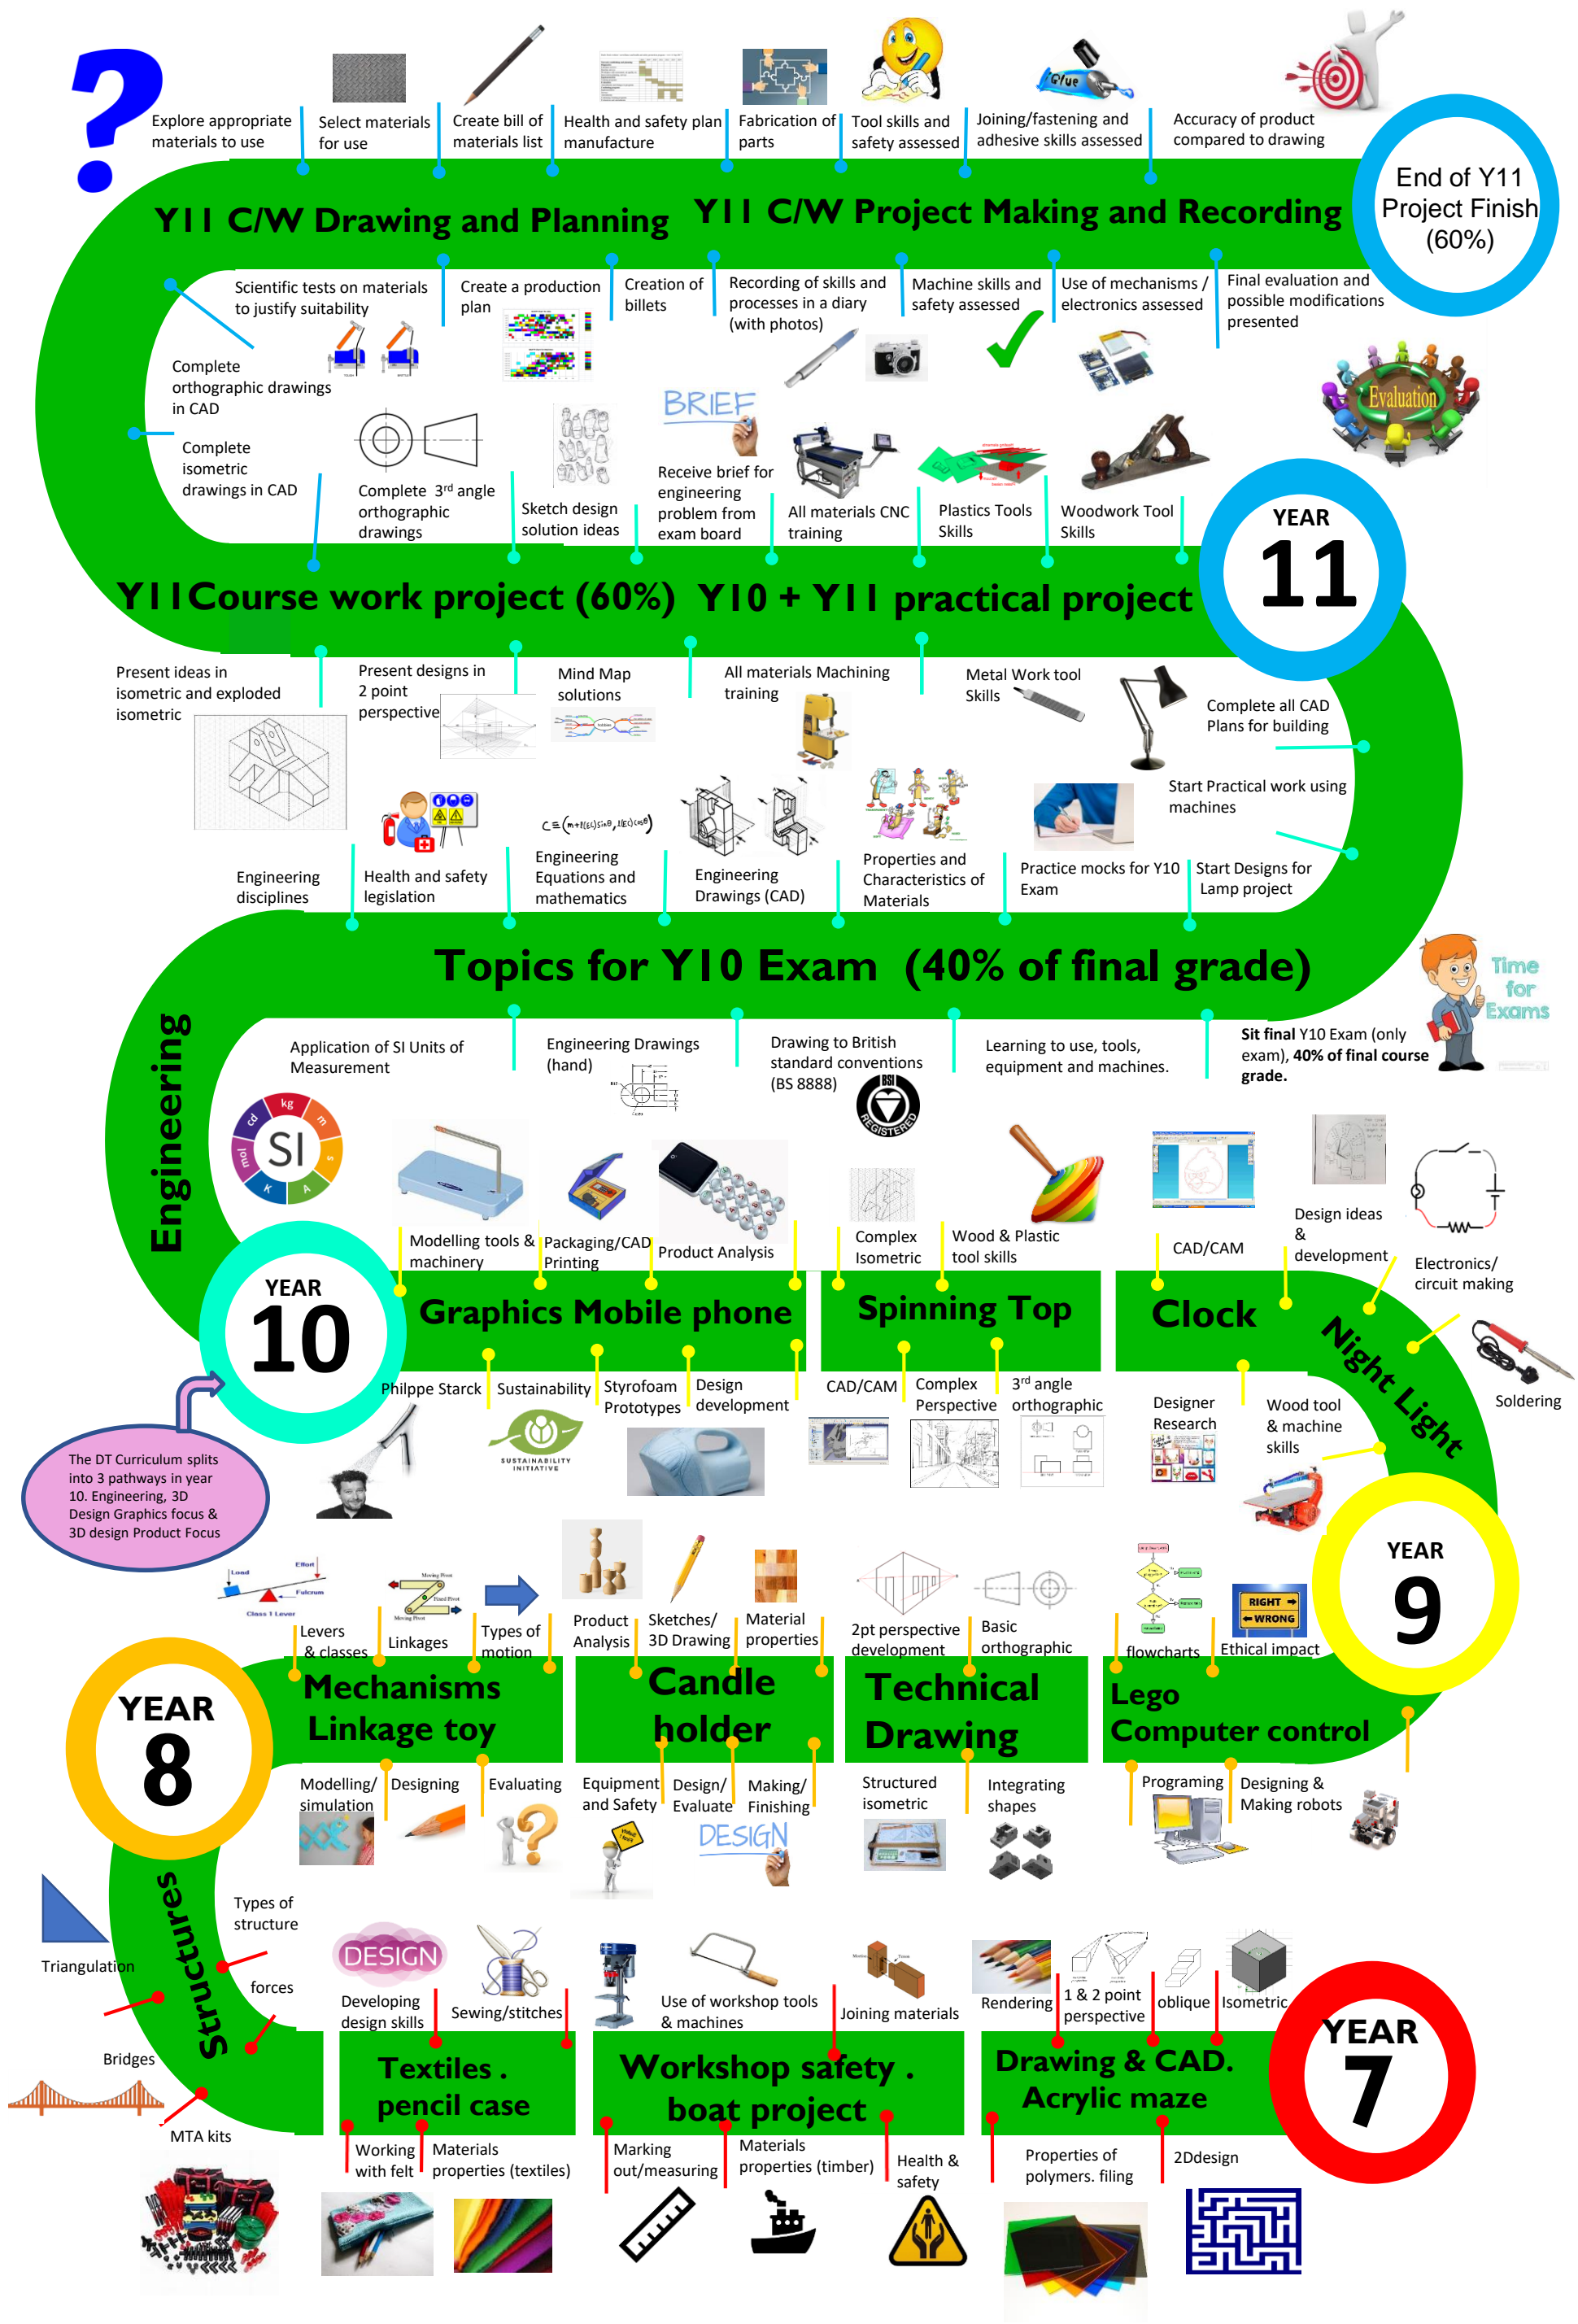 Explore appropriate
materials to use
Select materials
for use
Create bill of
materials list
Health and safety plan
manufacture
Fabrication of
parts
Tool skills and
safety assessed
Glue
Joining/fastening and
adhesive skills assessed
Accuracy of product
compared to drawing
End of Y11
Project Finish
(60%)
Y11 C/W Drawing and Planning
Y11 C/W Project Making and Recording
Scientific tests on materials
to justify suitability
Create a production
plan
Creation of
billets
Recording of skills and
processes in a diary
(with photos)
Machine skills and
safety assessed
Use of mechanisms /
electronics assessed
Final evaluation and
possible modifications
presented
Evaluation
Complete
orthographic drawings
in CAD
Complete
isometric
drawings in CAD
Complete 3rd angle
orthographic
drawings
Sketch design
solution ideas
BRIEF
Receive brief for
engineering
problem from
exam board
All materials CNC
training
Plastics Tools
Skills
Woodwork Tool
Skills
YEAR
11
Y11Course work project (60%)
Y10 + Y11 practical project
Present ideas in
isometric and exploded
isometric
Present designs in
2 point
perspective
Mind Map
solutions
All materials Machining
training
Metal Work tool
Skills
Complete all CAD
Plans for building
Start Practical work using
machines
Engineering
disciplines
Health and safety
legislation
Engineering
Equations and
mathematics
Engineering
Drawings (CAD)
Properties and
Characteristics of
Materials
Practice mocks for Y10
Exam
Start Designs for
Lamp project
Topics for Y10 Exam (40% of final grade)
Time
for
Exams
Engineering
Application of SI Units of
Measurement
Engineering Drawings
(hand)
Drawing to British
standard conventions
(BS 8888)
Learning to use, tools,
equipment and machines.
Sit final Y10 Exam (only
exam), 40% of final course
grade.
SI
kg
m
s
A
K
mol
cd
BSI
REGISTERED
Modelling tools &
machinery
Packaging/CAD
Printing
Product Analysis
Complex
Isometric
Wood & Plastic
tool skills
CAD/CAM
Design ideas
&
development
Electronics/
circuit making
YEAR
10
Graphics Mobile phone
Spinning Top
Clock
Night Light
Soldering
Philppe Starck
Sustainability
Styrofoam
Prototypes
Design
development
CAD/CAM
Complex
Perspective
3rd angle
orthographic
Designer
Research
Wood tool
& machine
skills
SUSTAINABILITY
INITIATIVE
The DT Curriculum splits
into 3 pathways in year
10. Engineering, 3D
Design Graphics focus &
3D design Product Focus
YEAR
9
Load
Effort
Fulcrum
Class 1 Lever
Moving Pivot
Fixed Pivot
Moving Pivot
RIGHT
WRONG
Levers
& classes
Linkages
Types of
motion
Product
Analysis
Sketches/
3D Drawing
Material
properties
2pt perspective
development
Basic
orthographic
flowcharts
Ethical impact
YEAR
8
Mechanisms
Linkage toy
Candle
holder
Technical
Drawing
Lego
Computer control
Modelling/
simulation
Designing
Evaluating
Equipment
and Safety
Design/
Evaluate
Making/
Finishing
Structured
isometric
Integrating
shapes
Programing
Designing &
Making robots
DESIGN
Structures
Types of
structure
Triangulation
forces
Bridges
MTA kits
DESIGN
Developing
design skills
Sewing/stitches
Use of workshop tools
& machines
Joining materials
Rendering
1 & 2 point
perspective
oblique
Isometric
YEAR
7
Textiles .
pencil case
Workshop safety .
boat project
Drawing & CAD.
Acrylic maze
Working
with felt
Materials
properties (textiles)
Marking
out/measuring
Materials
properties (timber)
Health &
safety
Properties of
polymers. filing
2Ddesign